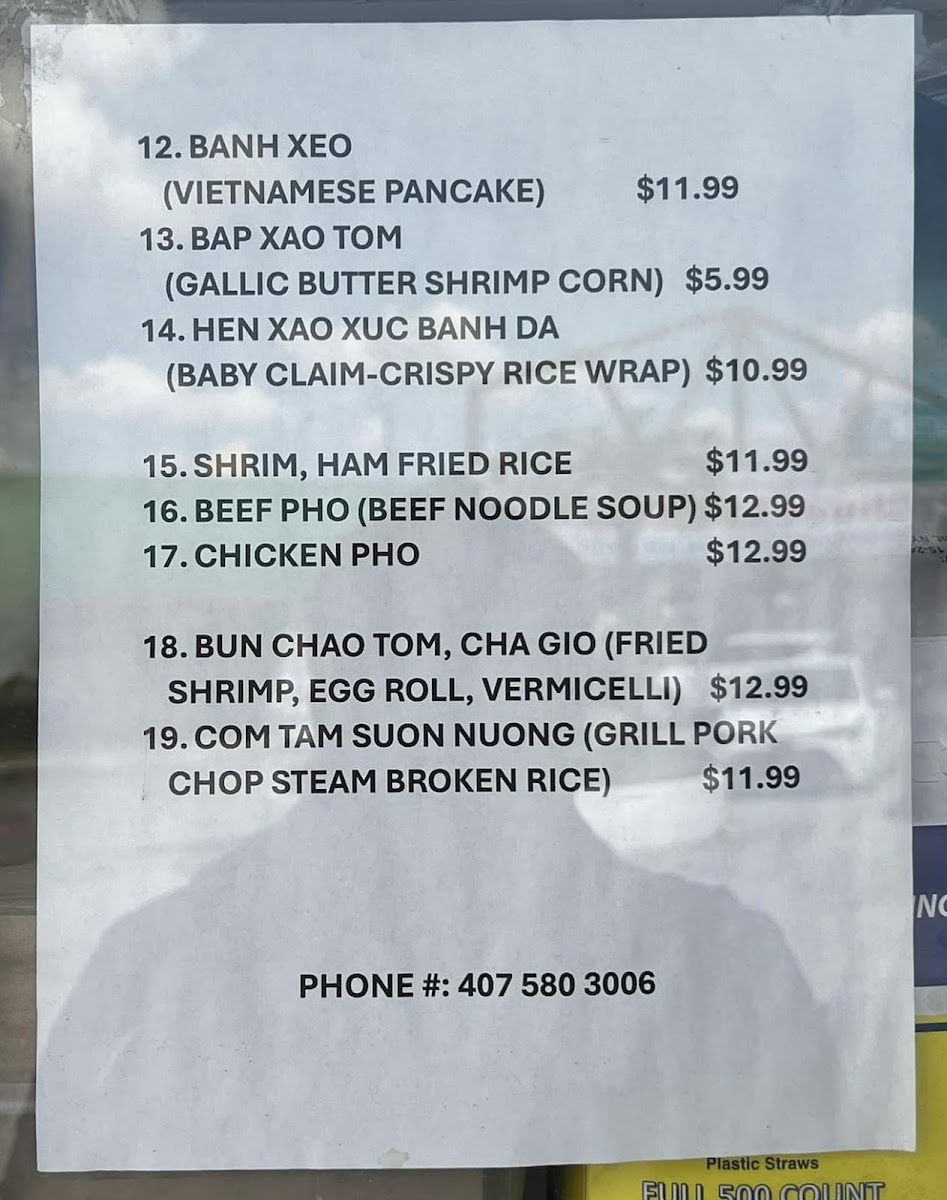 12. BANH XEO
(VIETNAMESE PANCAKE) $11.99
13. BAP XAO TOM
(GALLIC BUTTER SHRIMP CORN) $5.99
14. HEN XAO XUC BANH DA
(BABY CLAIM-CRISPY RICE WRAP) $10.99
15. SHRIM, HAM FRIED RICE $11.99
16. BEEF PHO (BEEF NOODLE SOUP) $12.99
17. CHICKEN PHO $12.99
18. BUN CHAO TOM, CHA GIO (FRIED
SHRIMP, EGG ROLL, VERMICELLI) $12.99
19. COM TAM SUON NUONG (GRILL PORK
CHOP STEAM BROKEN RICE) $11.99
PHONE #: 407 580 3006
Plastic Straws
FULL 500 COUNT